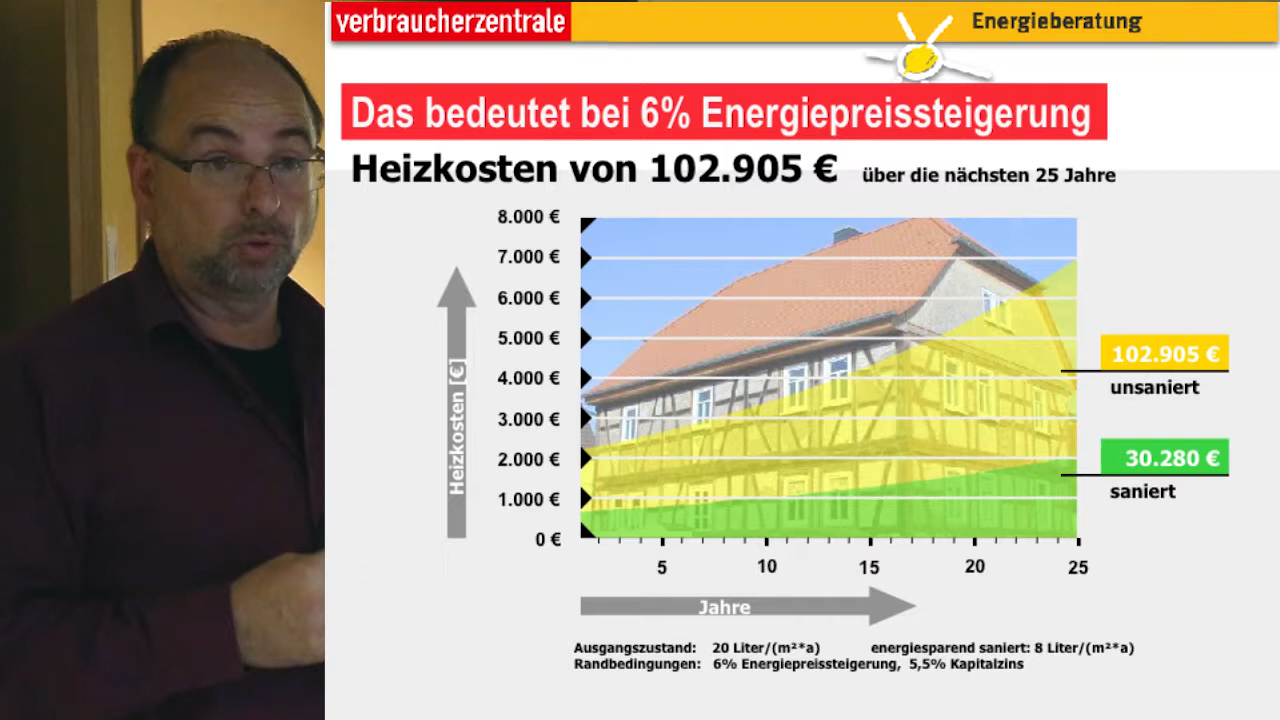 verbraucherzentrale
Energieberatung
Das bedeutet bei 6% Energiepreissteigerung
Heizkosten von 102.905 € über die nächsten 25 Jahre
8.000 €
7.000 €
6.000 €
5.000 €
4.000 €
3.000 €
2.000 €
1.000 €
0 €
Heizkosten [€]
102.905 €
unsaniert
30.280 €
saniert
5 10 15 20 25
Jahre
Ausgangszustand: 20 Liter/(m²*a) energiesparend saniert: 8 Liter/(m²*a)
Randbedingungen: 6% Energiepreissteigerung, 5,5% Kapitalzins